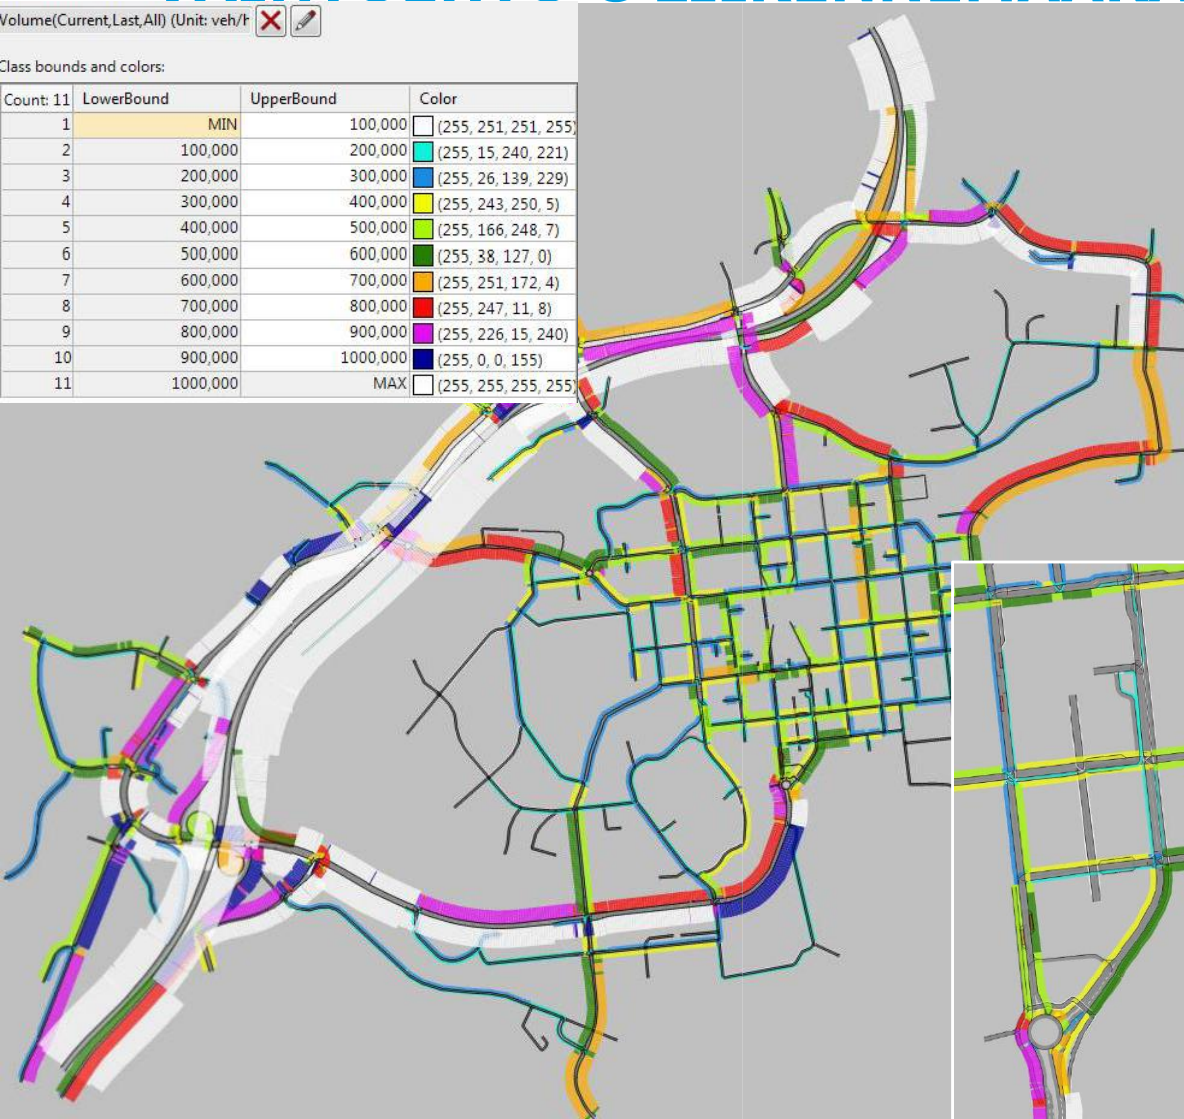 Volume(Current,Last,All) (Unit: veh/h
Class bounds and colors:
Count: 11 LowerBound UpperBound Color
1 MIN 100,000 (255, 251, 251, 255)
2 100,000 200,000 (255, 15, 240, 221)
3 200,000 300,000 (255, 26, 139, 229)
4 300,000 400,000 (255, 243, 250, 5)
5 400,000 500,000 (255, 166, 248, 7)
6 500,000 600,000 (255, 38, 127, 0)
7 600,000 700,000 (255, 251, 172, 4)
8 700,000 800,000 (255, 247, 11, 8)
9 800,000 900,000 (255, 226, 15, 240)
10 900,000 1000,000 (255, 0, 0, 155)
11 1000,000 MAX (255, 255, 255, 255)